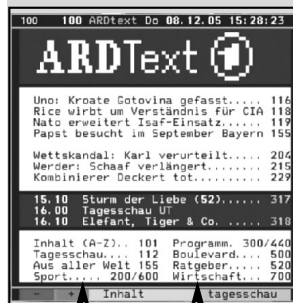 100 100 ARDtext Do 08.12.05 15:28:23
ARDText 1
Uno: Kroate Gotovina gefasst..... 116
Rice wirbt um Verständnis für CIA 118
Nato erweitert Isaf-Einsatz..... 119
Papst besucht im September Bayern 155
Wettskandal: Karl verurteilt..... 204
Werder: Schaaf verlängert........ 215
Kombinierer Deckert tot.......... 229
15.10 Sturm der Liebe (52)...... 317
16.00 Tagesschau UT
16.10 Elefant, Tiger & Co. ..... 318
Inhalt (A-Z).. 101 Programm. 300/440
Tagesschau.... 112 Boulevard.... 500
Aus aller Welt 155 Ratgeber..... 520
Sport..... 200/600 Wirtschaft... 700
- + Inhalt tagesschau